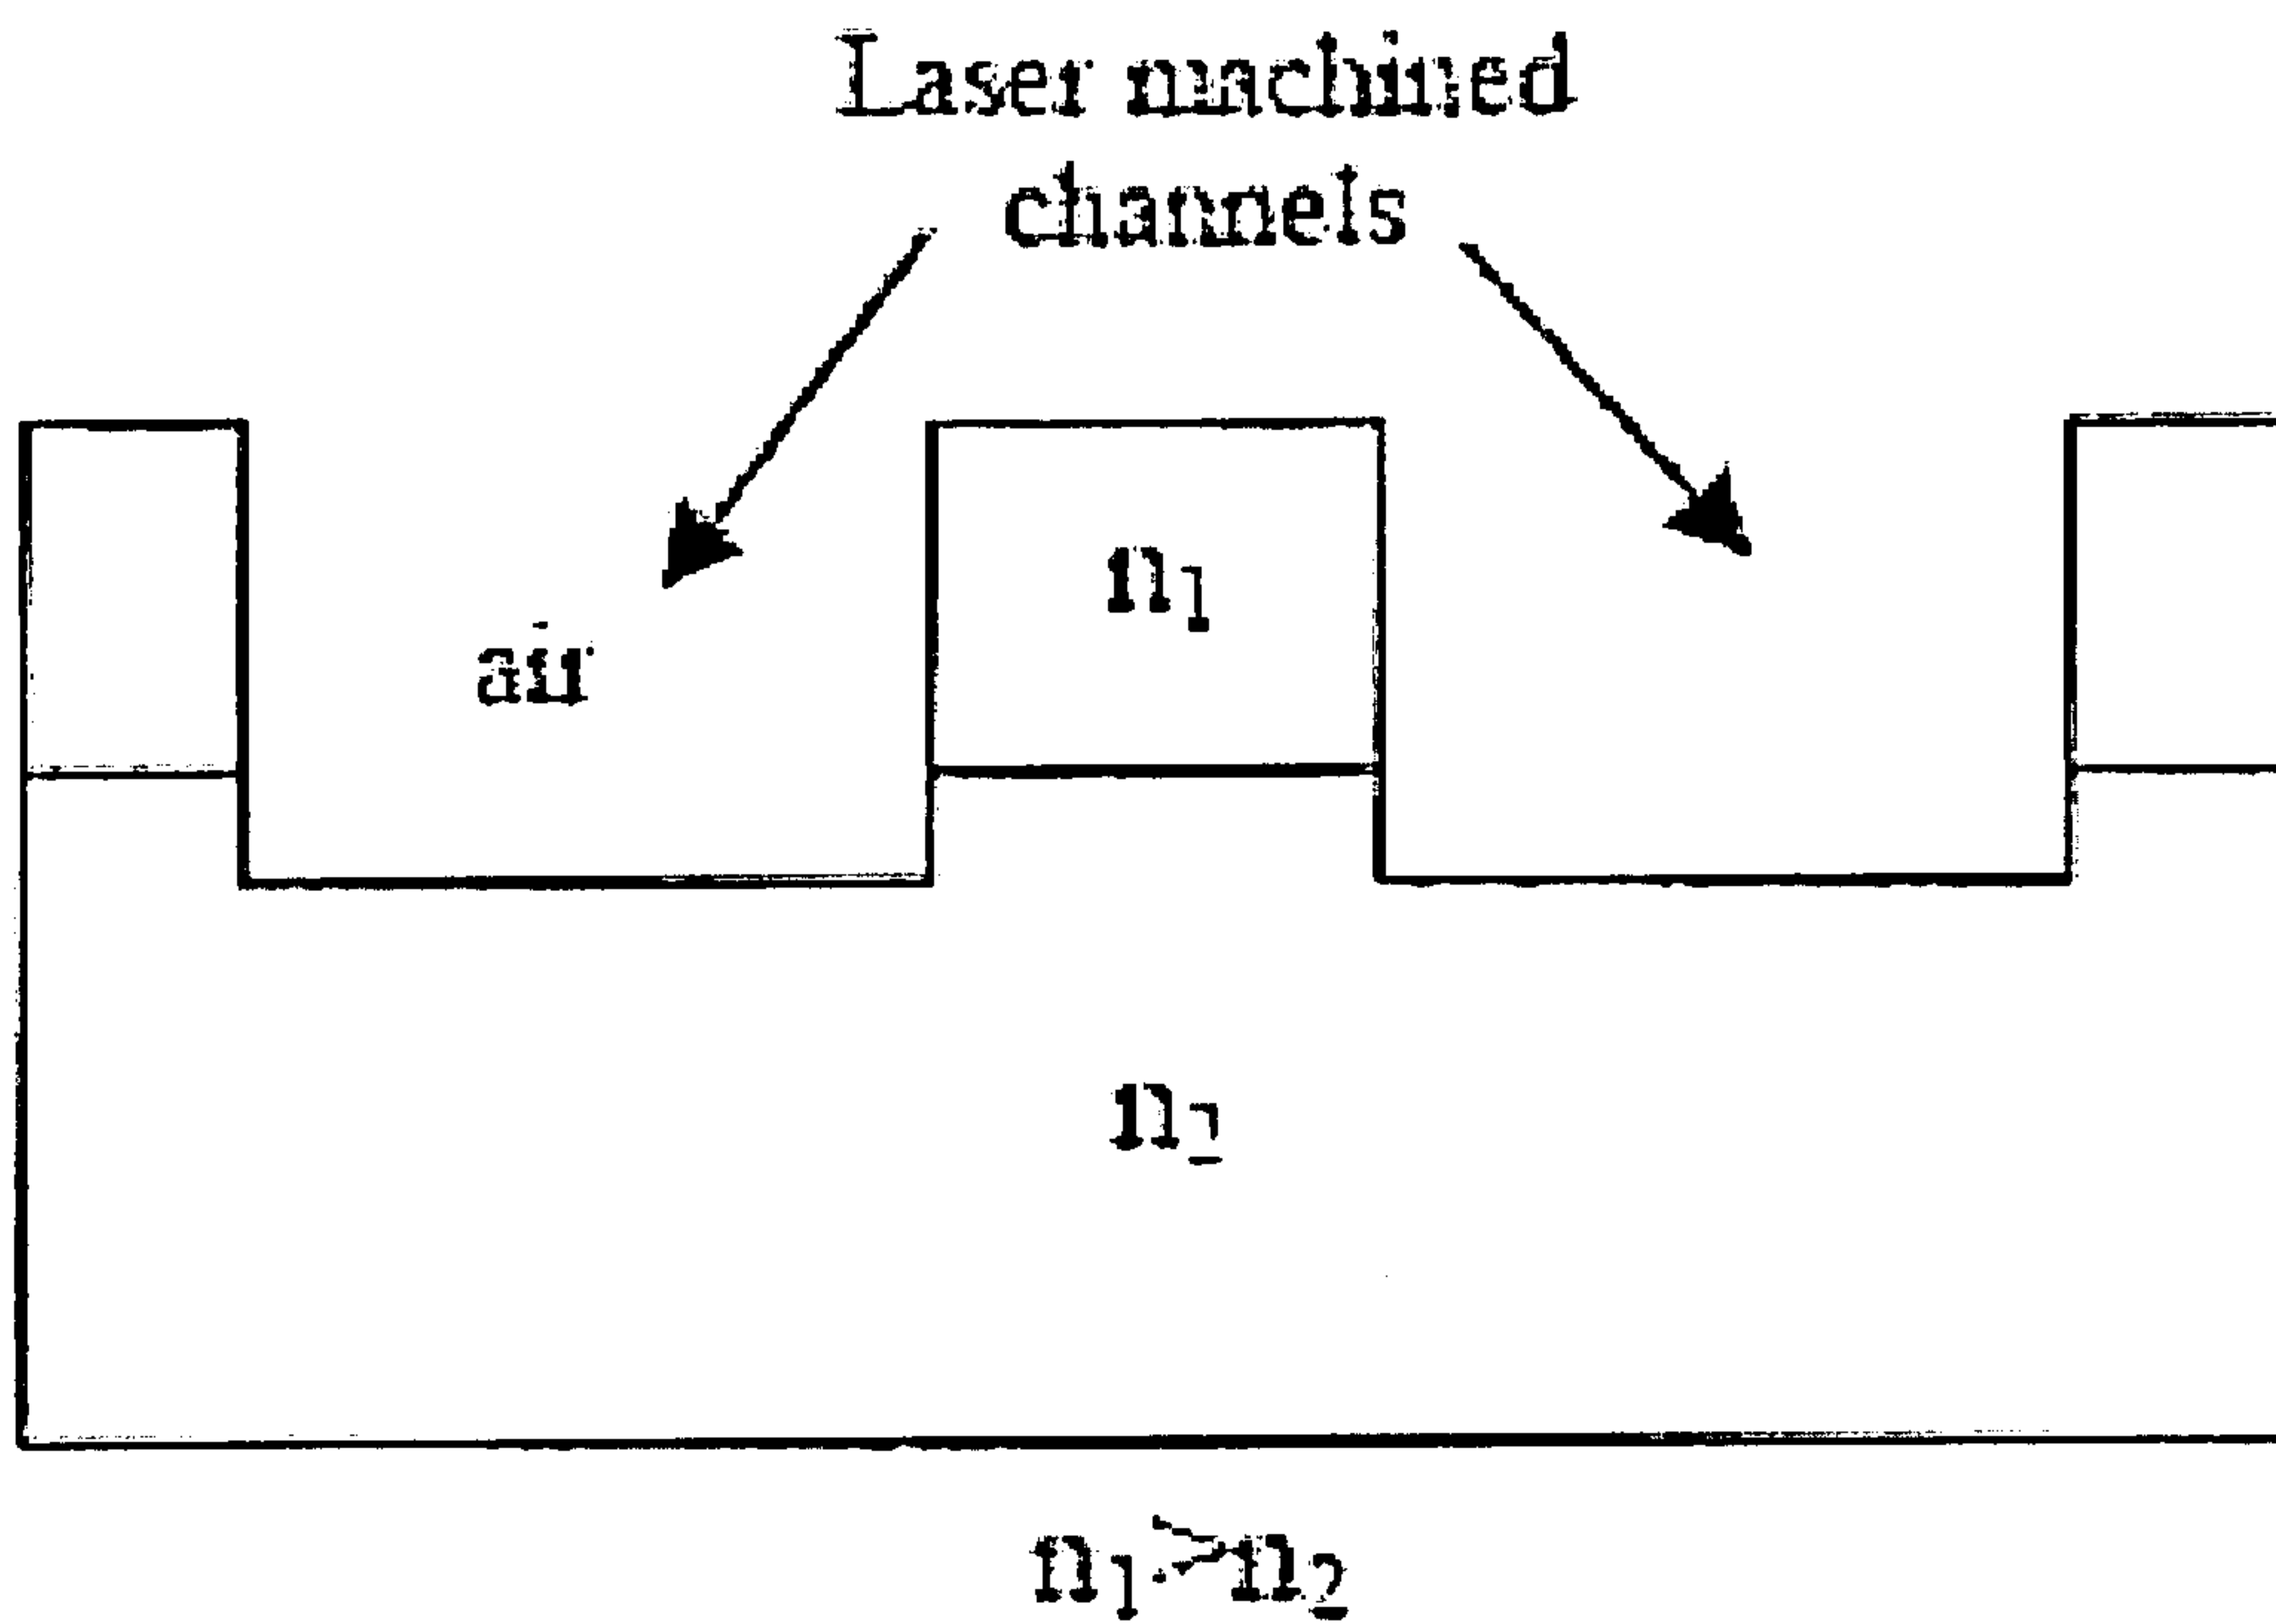 Laser machined
channels
n₁
air
n₂
n₁>n₂